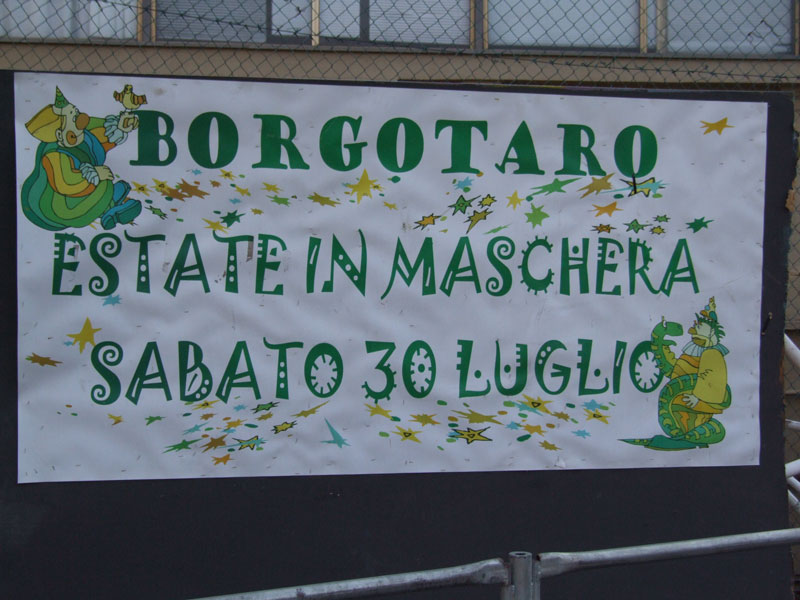 BORGOTARO
ESTATE IN MASCHERA
SABATO 30 LUGLIO